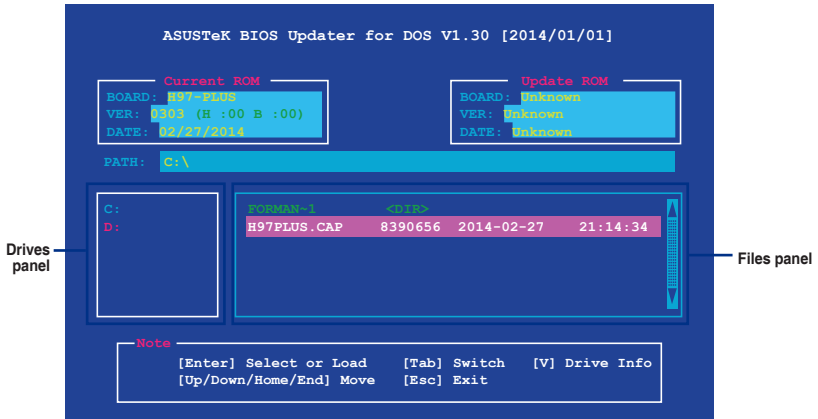 ASUSTeK BIOS Updater for DOS V1.30 [2014/01/01]
Current ROM
BOARD: H97-PLUS
VER: 0303 (H :00 B :00)
DATE: 02/27/2014
Update ROM
BOARD: Unknown
VER: Unknown
DATE: Unknown
PATH: C:\
C:
D:
FORMAN~1 <DIR>
H97PLUS.CAP 8390656 2014-02-27 21:14:34
Drives
panel
Files panel
Note
[Enter] Select or Load [Tab] Switch [V] Drive Info
[Up/Down/Home/End] Move [Esc] Exit